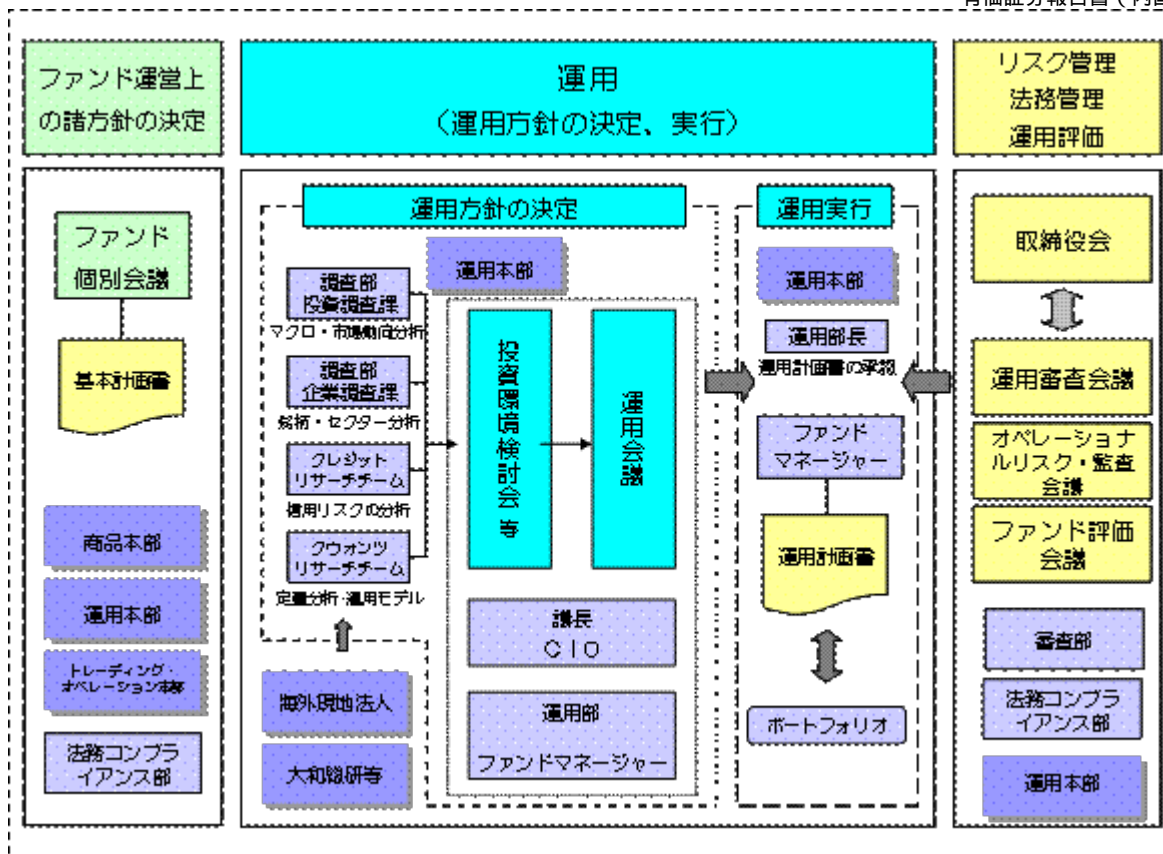 ファンド運営上
の諸方針の決定
運用
(運用方針の決定、実行)
リスク管理
法務管理
運用評価
ファンド
個別会議
基本計画書
商品本部
運用本部
トレーディング・
オペレーション本部
法務コンプラ
イアンス部
運用方針の決定
運用本部
調査部
投資調査課
マクロ・市場動向分析
調査部
企業調査課
銘柄・セクター分析
クレジット
リサーチチーム
信用リスクの分析
クウォンツ
リサーチチーム
定量分析・運用モデル
海外現地法人
大和総研等
投資環境検討会 等
運用会議
議長
CIO
運用部
ファンドマネージャー
運用実行
運用本部
運用部長
運用計画書の承認
ファンド
マネージャー
運用計画書
ポートフォリオ
取締役会
運用審査会議
オペレーショナ
ルリスク・監査
会議
ファンド評価
会議
審査部
法務コンプラ
イアンス部
運用本部